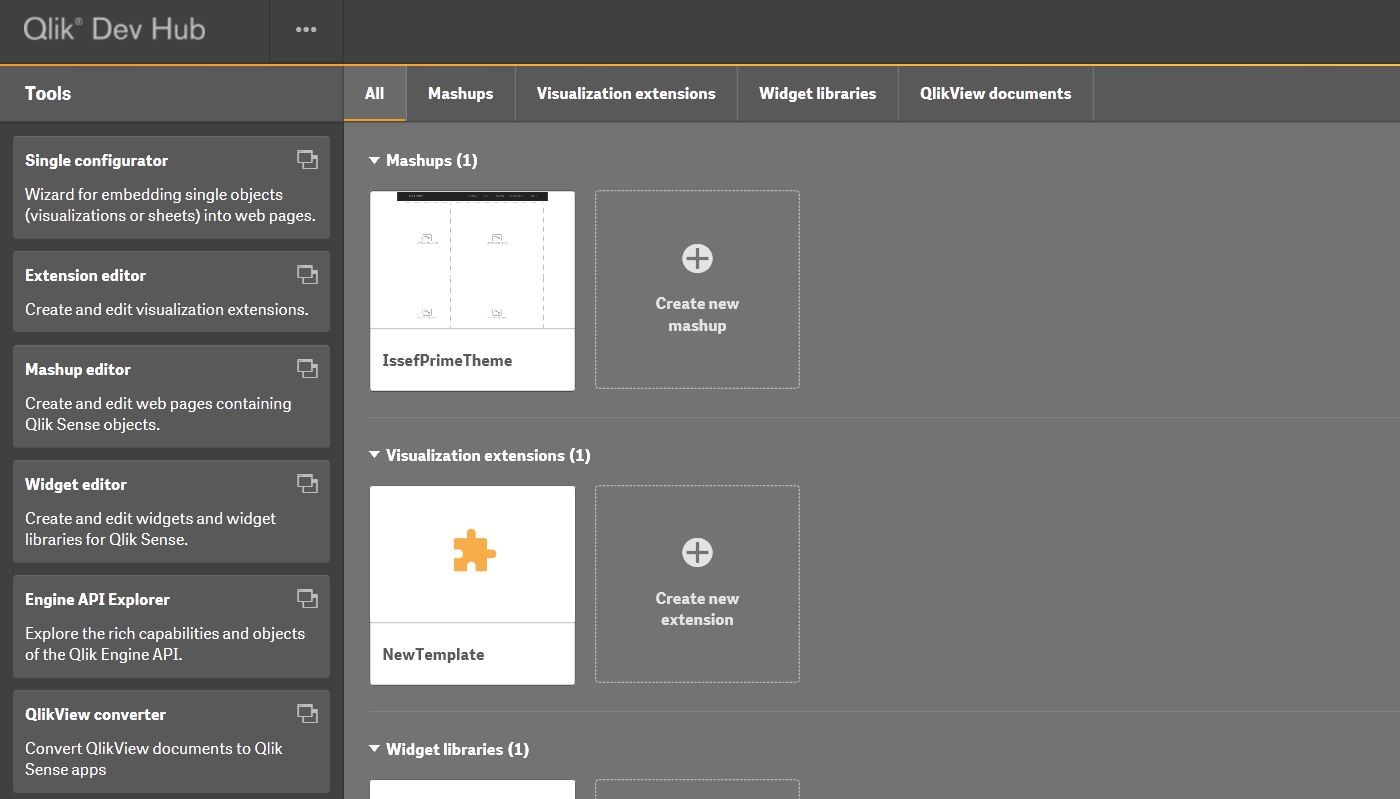 Qlik® Dev Hub
Tools
All
Mashups
Visualization extensions
Widget libraries
QlikView documents
Single configurator
Wizard for embedding single objects
(visualizations or sheets) into web pages.
Extension editor
Create and edit visualization extensions.
Mashup editor
Create and edit web pages containing
Qlik Sense objects.
Widget editor
Create and edit widgets and widget
libraries for Qlik Sense.
Engine API Explorer
Explore the rich capabilities and objects
of the Qlik Engine API.
QlikView converter
Convert QlikView documents to Qlik
Sense apps
Mashups (1)
IssefPrimeTheme
Create new
mashup
Visualization extensions (1)
NewTemplate
Create new
extension
Widget libraries (1)